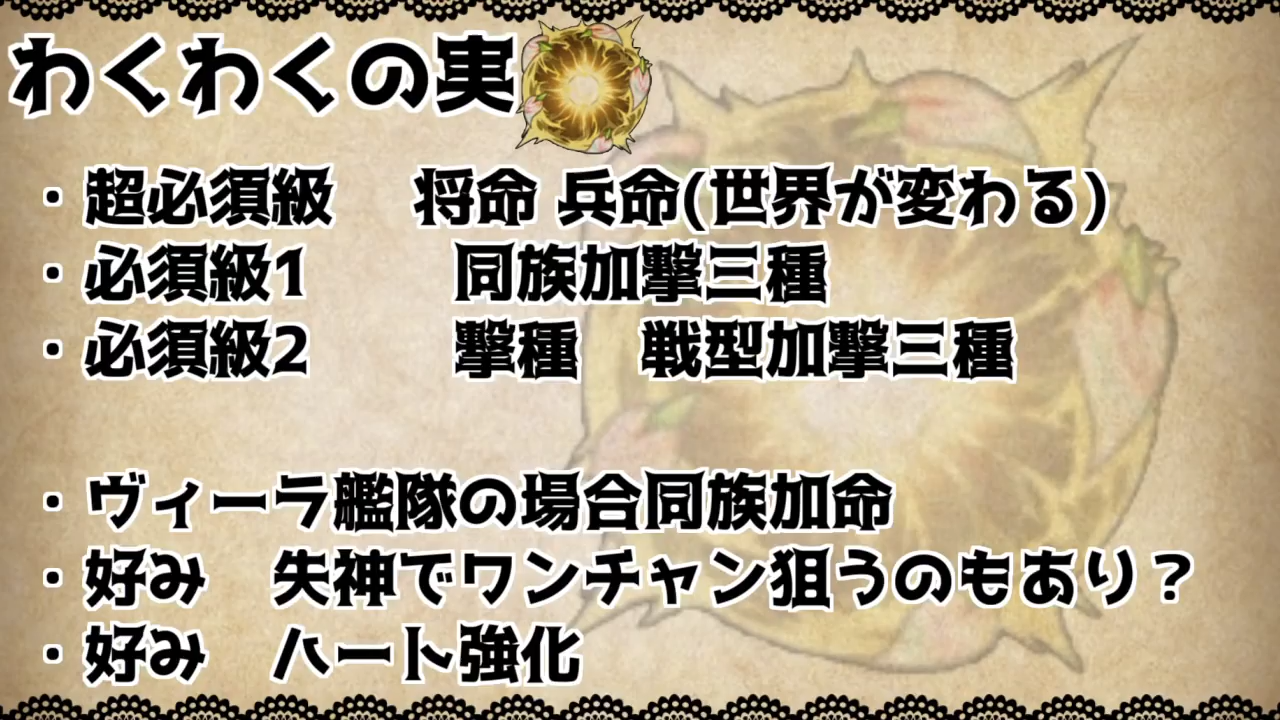 わくわくの実
・超必須級　将命 兵命(世界が変わる)
・必須級1　同族加撃三種
・必須級2　撃種　戦型加撃三種
・ヴィーラ艦隊の場合同族加命
・好み　失神でワンチャン狙うのもあり？
・好み　ハート強化